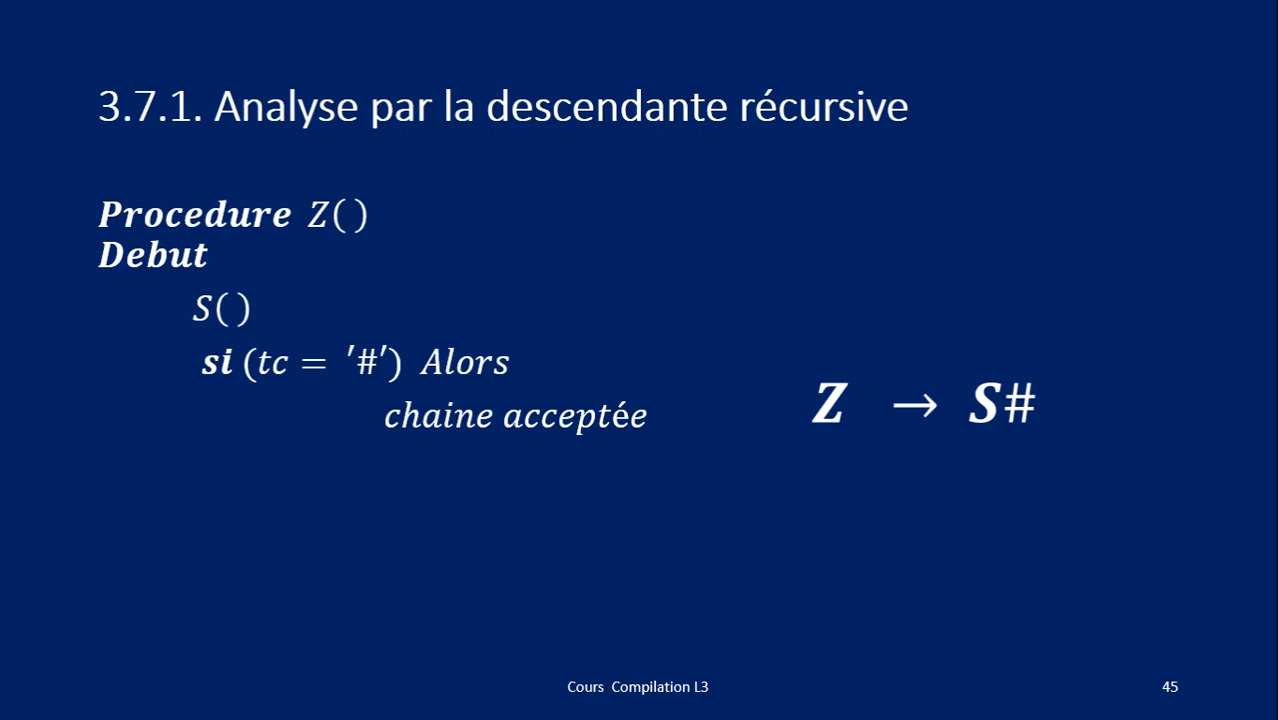 3.7.1. Analyse par la descendante récursive
Procedure Z( )
Debut
S( )
si (tc = '#') Alors
chaine acceptée
Z → S#
Cours Compilation L3
45